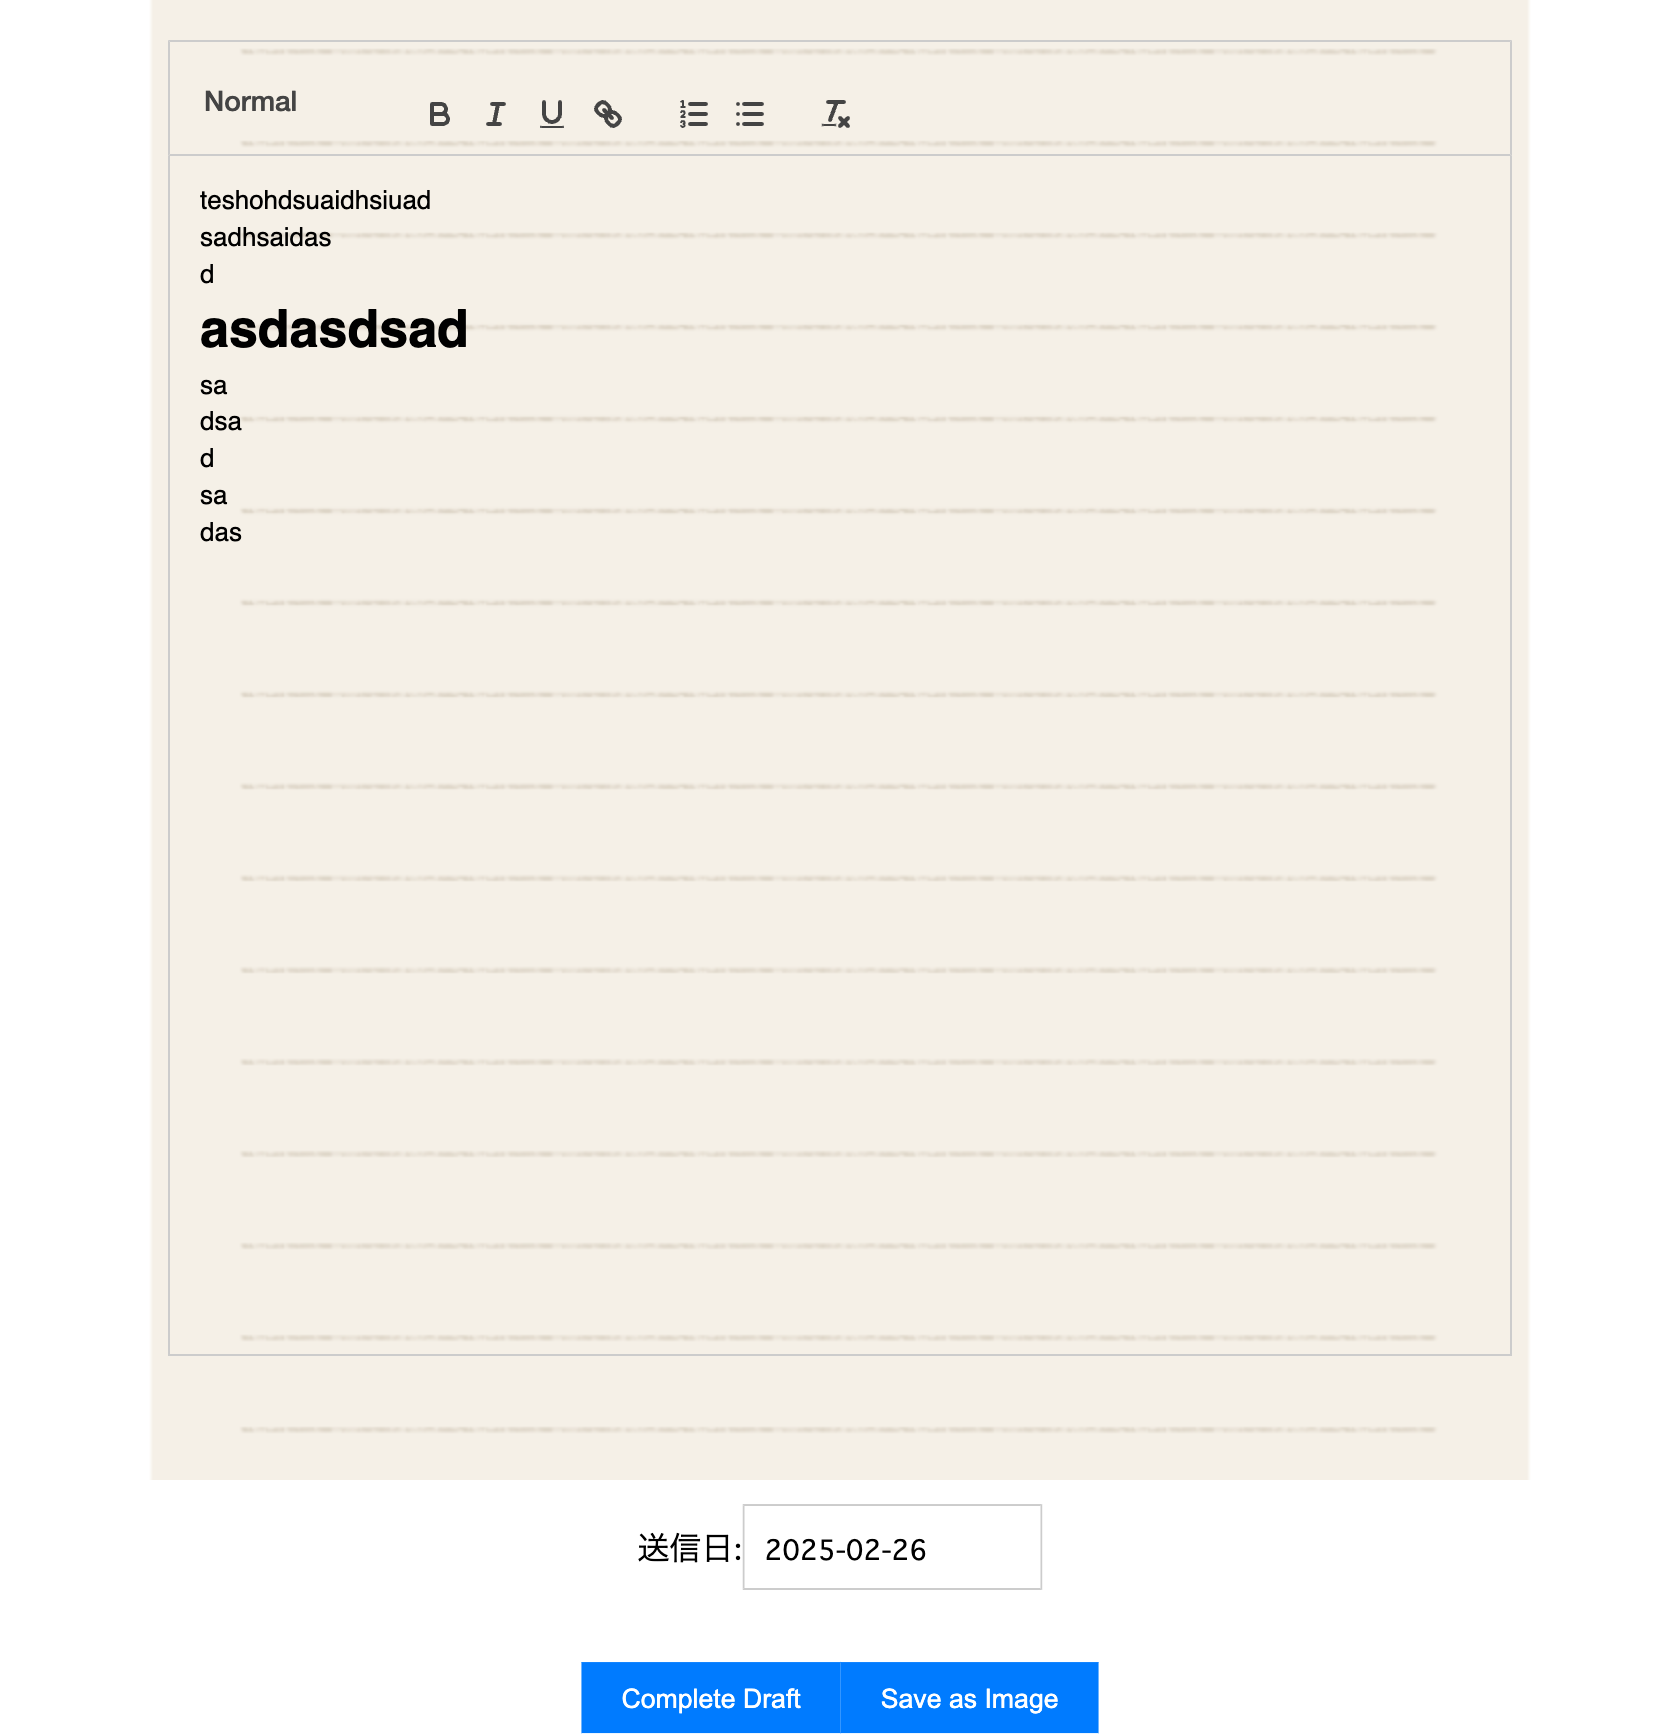 Normal
teshohdsuaidhsiuad
sadhsaidas
d
asdasdsad
sa
dsa
d
sa
das
送信日: 2025-02-26
Complete Draft Save as Image